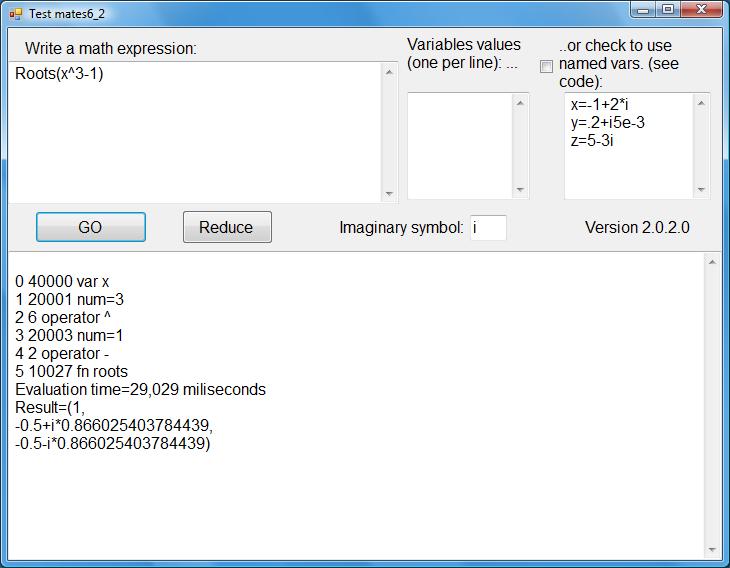 Test mates6_2
Write a math expression:
Roots(x^3-1)
Variables values
(one per line): ...
..or check to use
named vars. (see
code):
x=-1+2*i
y=.2+i5e-3
z=5-3i
GO
Reduce
Imaginary symbol: i
Version 2.0.2.0
0 40000 var x
1 20001 num=3
2 6 operator ^
3 20003 num=1
4 2 operator -
5 10027 fn roots
Evaluation time=29,029 miliseconds
Result=(1,
-0.5+i*0.866025403784439,
-0.5-i*0.866025403784439)